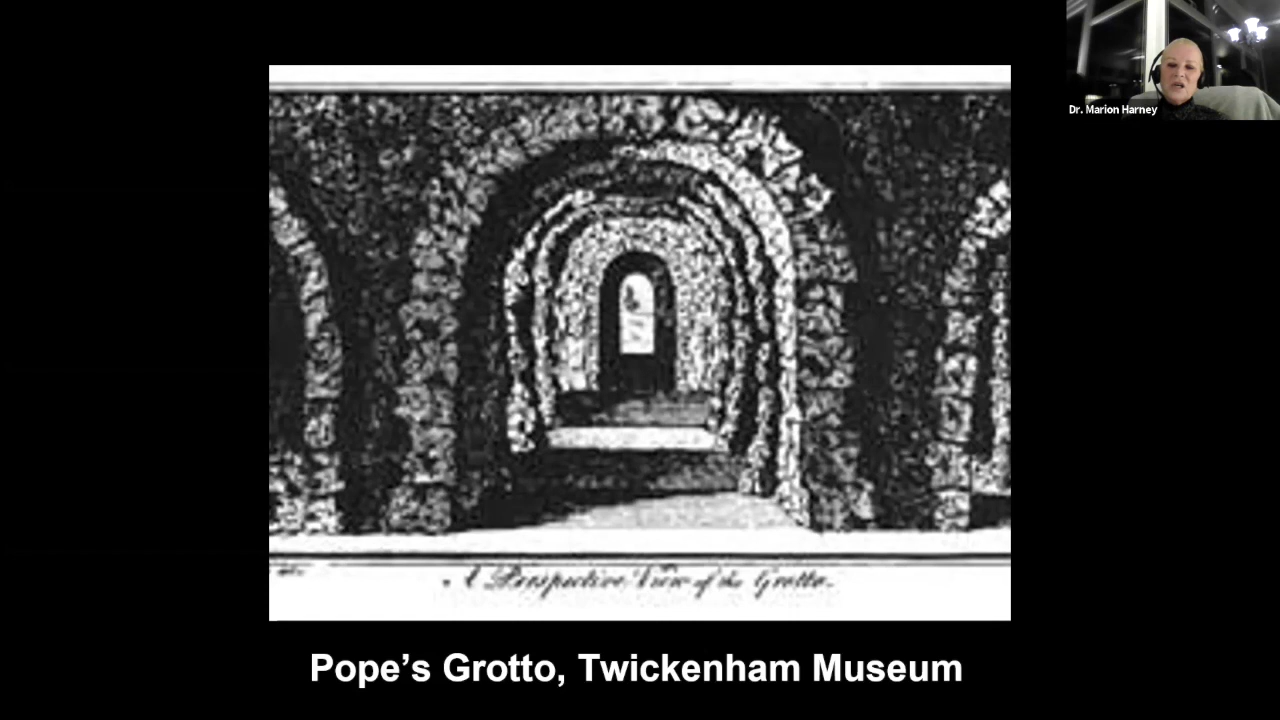 Dr. Marion Harney
A Perspective View of the Grotto.
Pope's Grotto, Twickenham Museum